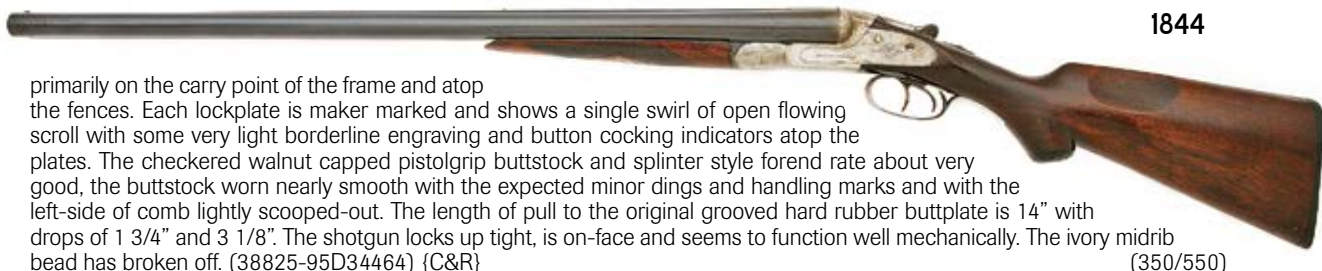 1844
primarily on the carry point of the frame and atop
the fences. Each lockplate is maker marked and shows a single swirl of open flowing
scroll with some very light borderline engraving and button cocking indicators atop the
plates. The checkered walnut capped pistolgrip buttstock and splinter style forend rate about very
good, the buttstock worn nearly smooth with the expected minor dings and handling marks and with the
left-side of comb lightly scooped-out. The length of pull to the original grooved hard rubber buttplate is 14” with
drops of 1 3/4” and 3 1/8”. The shotgun locks up tight, is on-face and seems to function well mechanically. The ivory midrib
bead has broken off. (38825-95D34464) {C&R} (350/550)